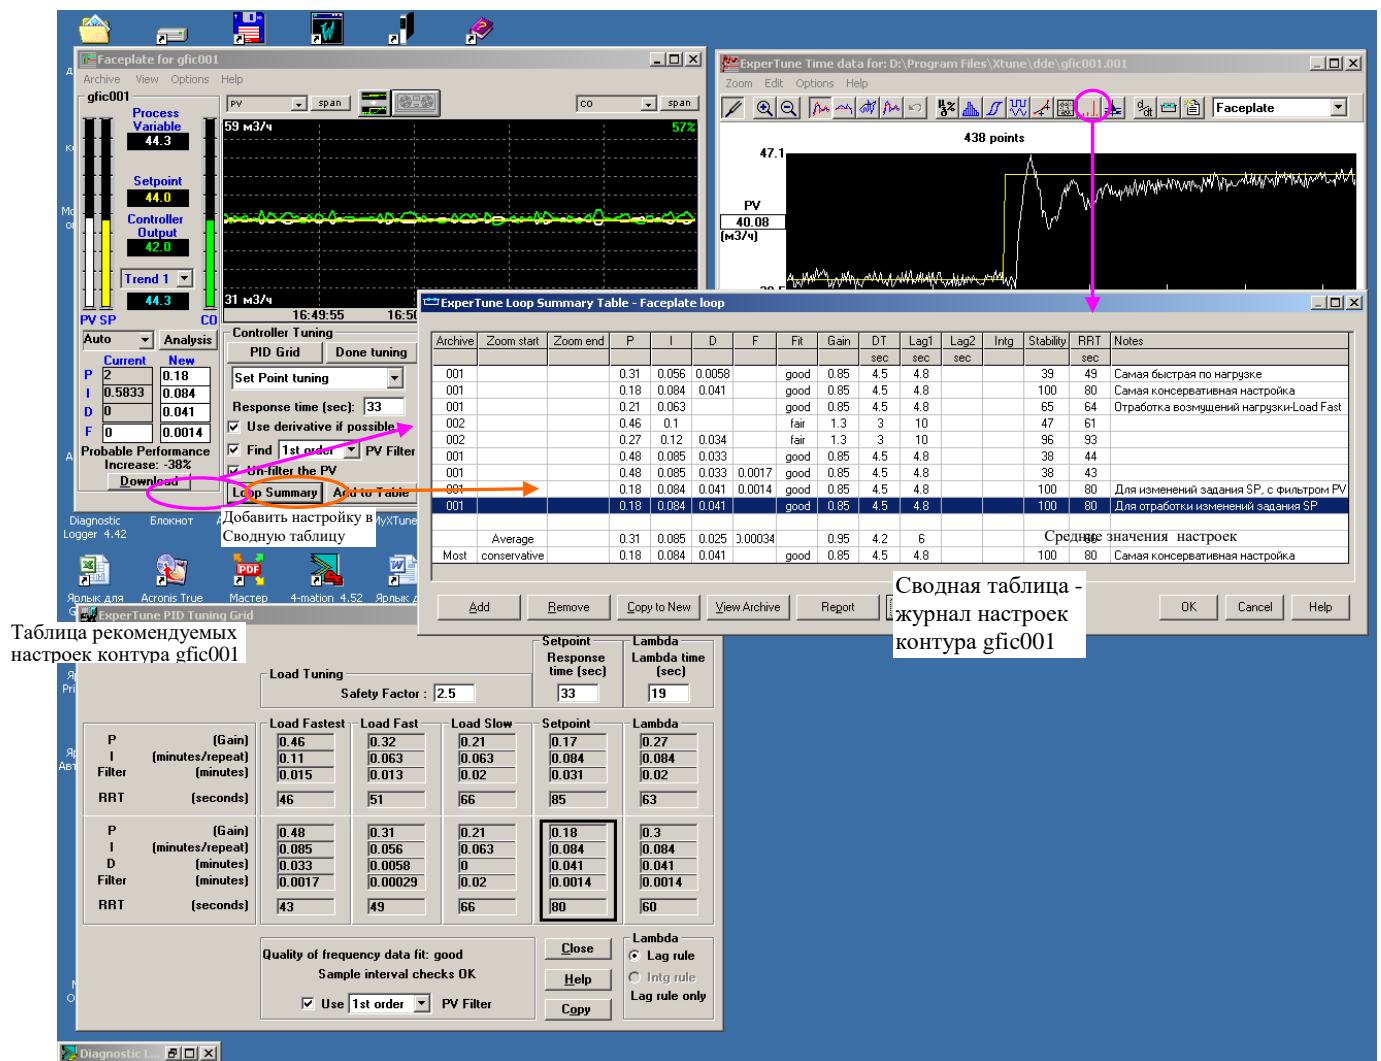 Faceplate for gfic001
Archive View Options Help
gfic001
Process
Variable
44.3
Setpoint
44.0
Controller
Output
42.0
Trend 1
44.3
PV SP CO
Auto Analysis
Current New
P 2 0.18
I 0.5833 0.084
D 0 0.041
F 0 0.0014
Probable Performance
Increase: -38%
Download
PV span CO span
59 м3/ч 57%
31 м3/ч
16:49:55 16:50
Controller Tuning
PID Grid Done tuning
Set Point tuning
Response time (sec): 33
Use derivative if possible
Find 1st order PV Filter
Un-filter the PV
Loop Summary Add to Table
Добавить настройку в
Сводную таблицу
ExperTune Time data for: D:\Program Files\Xtune\dde\gfic001.001
Zoom Edit Options Help
Faceplate
438 points
47.1
PV
40.08
(м3/ч)
ExperTune Loop Summary Table - Faceplate loop
Archive Zoom start Zoom end P I D F Fit Gain DT Lag1 Lag2 Intg Stability RRT Notes
sec sec sec sec
001 0.31 0.056 0.0058 good 0.85 4.5 4.8 39 49 Самая быстрая по нагрузке
001 0.18 0.084 0.041 good 0.85 4.5 4.8 100 80 Самая консервативная настройка
001 0.21 0.063 good 0.85 4.5 4.8 65 64 Отработка возмущений нагрузки-Load Fast
002 0.46 0.1 fair 1.3 3 10 47 61
002 0.27 0.12 0.034 fair 1.3 3 10 96 93
001 0.48 0.085 0.033 good 0.85 4.5 4.8 38 44
001 0.48 0.085 0.033 0.0017 good 0.85 4.5 4.8 38 43
001 0.18 0.084 0.041 0.0014 good 0.85 4.5 4.8 100 80 Для изменений задания SP, с фильтром PV
001 0.18 0.084 0.041 good 0.85 4.5 4.8 100 80 Для отработки изменений задания SP
Average 0.31 0.085 0.025 0.00034 0.95 4.2 6 Средние значения настроек
Most conservative 0.18 0.084 0.041 good 0.85 4.5 4.8 100 80 Самая консервативная настройка
Add Remove Copy to New View Archive Report OK Cancel Help
Сводная таблица -
журнал настроек
контура gfic001
Diagnostic Блокнот MyXTune
Logger 4.42
Ярлык для Acronis True Мастер 4-mation 4.52 Ярлык д
ExperTune PID Tuning Grid
Таблица рекомендуемых
настроек контура gfic001
Setpoint Lambda
Response Lambda time
time (sec) (sec)
Load Tuning
Safety Factor : 2.5 33 19
Load Fastest Load Fast Load Slow Setpoint Lambda
P (Gain) 0.46 0.32 0.21 0.17 0.27
I (minutes/repeat) 0.11 0.063 0.063 0.084 0.084
Filter (minutes) 0.015 0.013 0.02 0.031 0.02
RRT (seconds) 46 51 66 85 63
P (Gain) 0.48 0.31 0.21 0.18 0.3
I (minutes/repeat) 0.085 0.056 0.063 0.084 0.084
D (minutes) 0.033 0.0058 0 0.041 0.041
Filter (minutes) 0.0017 0.00029 0.02 0.0014 0.0014
RRT (seconds) 43 49 66 80 60
Quality of frequency data fit: good
Sample interval checks OK
Use 1st order PV Filter
Close
Help
Copy
Lambda
Lag rule
Intg rule
Lag rule only
Diagnostic L...